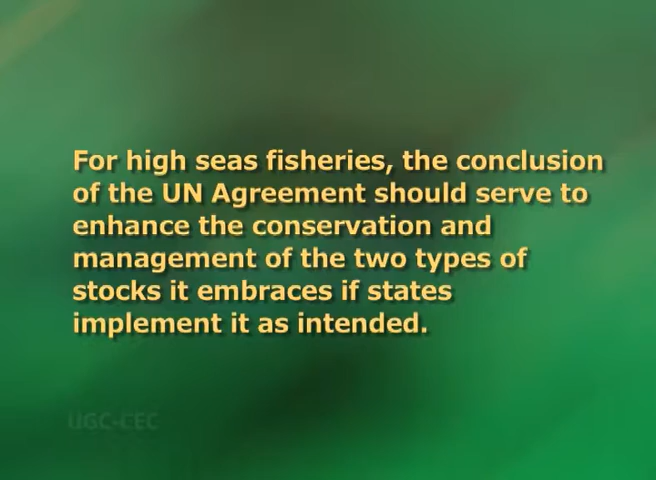 For high seas fisheries, the conclusion
of the UN Agreement should serve to
enhance the conservation and
management of the two types of
stocks it embraces if states
implement it as intended.
UGC-CEC